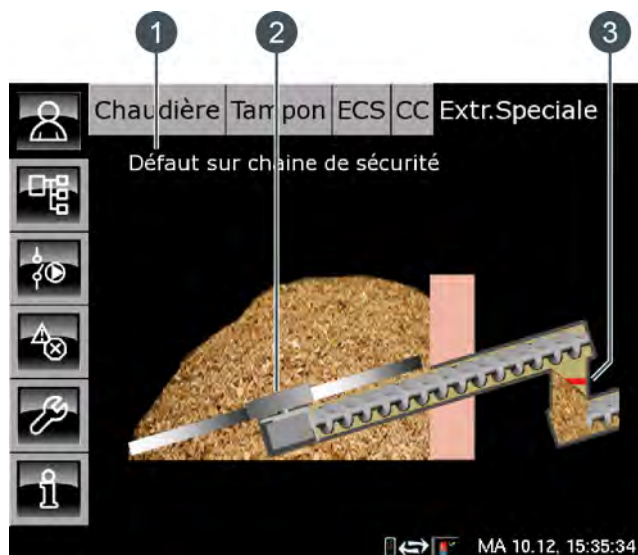 1 2 3
Chaudière Tampon ECS CC Extr.Speciale
Défaut sur chaine de sécurité
MA 10.12. 15:35:34